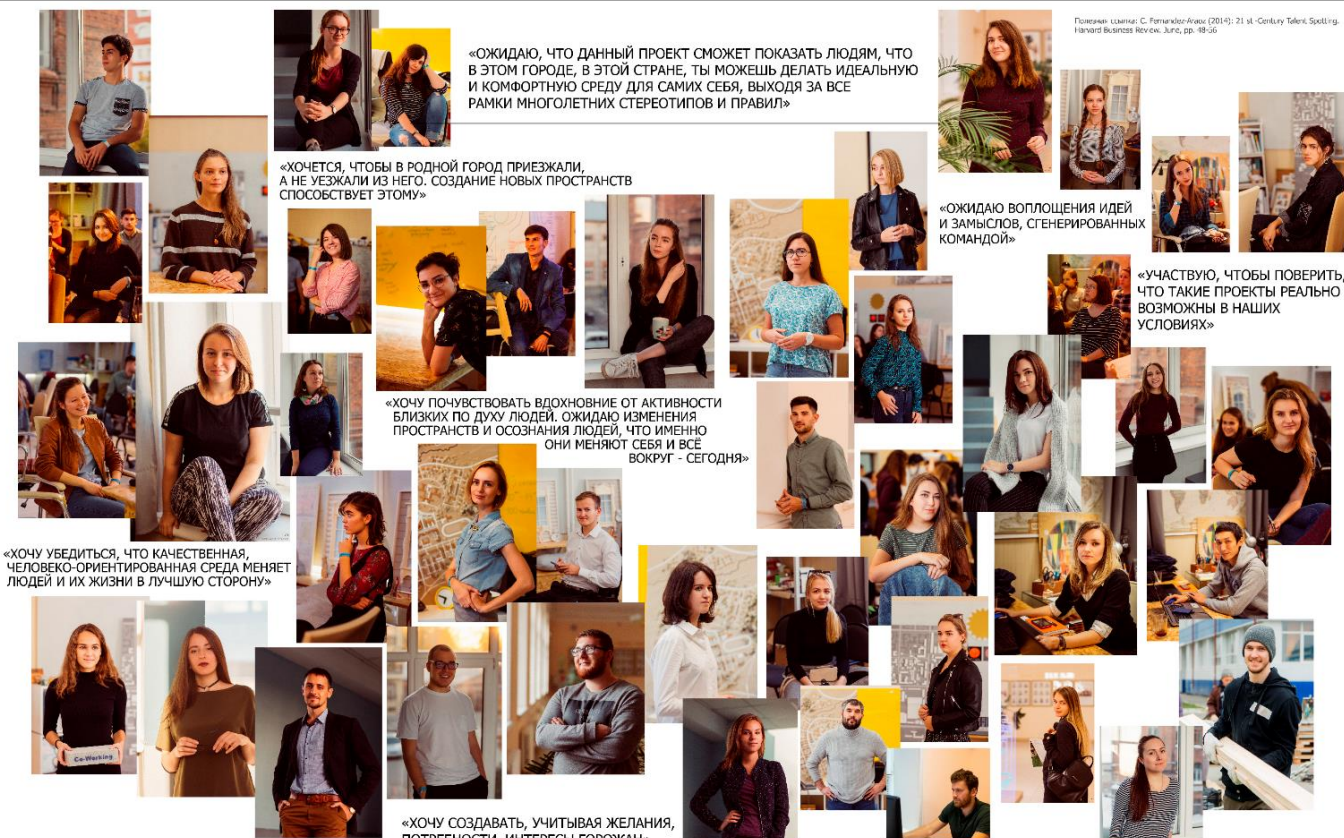 Полезная ссылка: C. Fernandez-Araoz (2014): 21 st -Century Talent Spotting.
Harvard Business Review. June, pp. 48-56
«ОЖИДАЮ, ЧТО ДАННЫЙ ПРОЕКТ СМОЖЕТ ПОКАЗАТЬ ЛЮДЯМ, ЧТО
В ЭТОМ ГОРОДЕ, В ЭТОЙ СТРАНЕ, ТЫ МОЖЕШЬ ДЕЛАТЬ ИДЕАЛЬНУЮ
И КОМФОРТНУЮ СРЕДУ ДЛЯ САМИХ СЕБЯ, ВЫХОДЯ ЗА ВСЕ
РАМКИ МНОГОЛЕТНИХ СТЕРЕОТИПОВ И ПРАВИЛ»
«ХОЧЕТСЯ, ЧТОБЫ В РОДНОЙ ГОРОД ПРИЕЗЖАЛИ,
А НЕ УЕЗЖАЛИ ИЗ НЕГО. СОЗДАНИЕ НОВЫХ ПРОСТРАНСТВ
СПОСОБСТВУЕТ ЭТОМУ»
«ОЖИДАЮ ВОПЛОЩЕНИЯ ИДЕЙ
И ЗАМЫСЛОВ, СГЕНЕРИРОВАННЫХ
КОМАНДОЙ»
«УЧАСТВУЮ, ЧТОБЫ ПОВЕРИТЬ,
ЧТО ТАКИЕ ПРОЕКТЫ РЕАЛЬНО
ВОЗМОЖНЫ В НАШИХ
УСЛОВИЯХ»
«ХОЧУ ПОЧУВСТВОВАТЬ ВДОХНОВНИЕ ОТ АКТИВНОСТИ
БЛИЗКИХ ПО ДУХУ ЛЮДЕЙ. ОЖИДАЮ ИЗМЕНЕНИЯ
ПРОСТРАНСТВ И ОСОЗНАНИЯ ЛЮДЕЙ, ЧТО ИМЕННО
ОНИ МЕНЯЮТ СЕБЯ И ВСЁ
ВОКРУГ - СЕГОДНЯ»
«ХОЧУ УБЕДИТЬСЯ, ЧТО КАЧЕСТВЕННАЯ,
ЧЕЛОВЕКО-ОРИЕНТИРОВАННАЯ СРЕДА МЕНЯЕТ
ЛЮДЕЙ И ИХ ЖИЗНИ В ЛУЧШУЮ СТОРОНУ»
Co-Working
«ХОЧУ СОЗДАВАТЬ, УЧИТЫВАЯ ЖЕЛАНИЯ,
ПОТРЕБНОСТИ, ИНТЕРЕСЫ ГОРОЖАН»